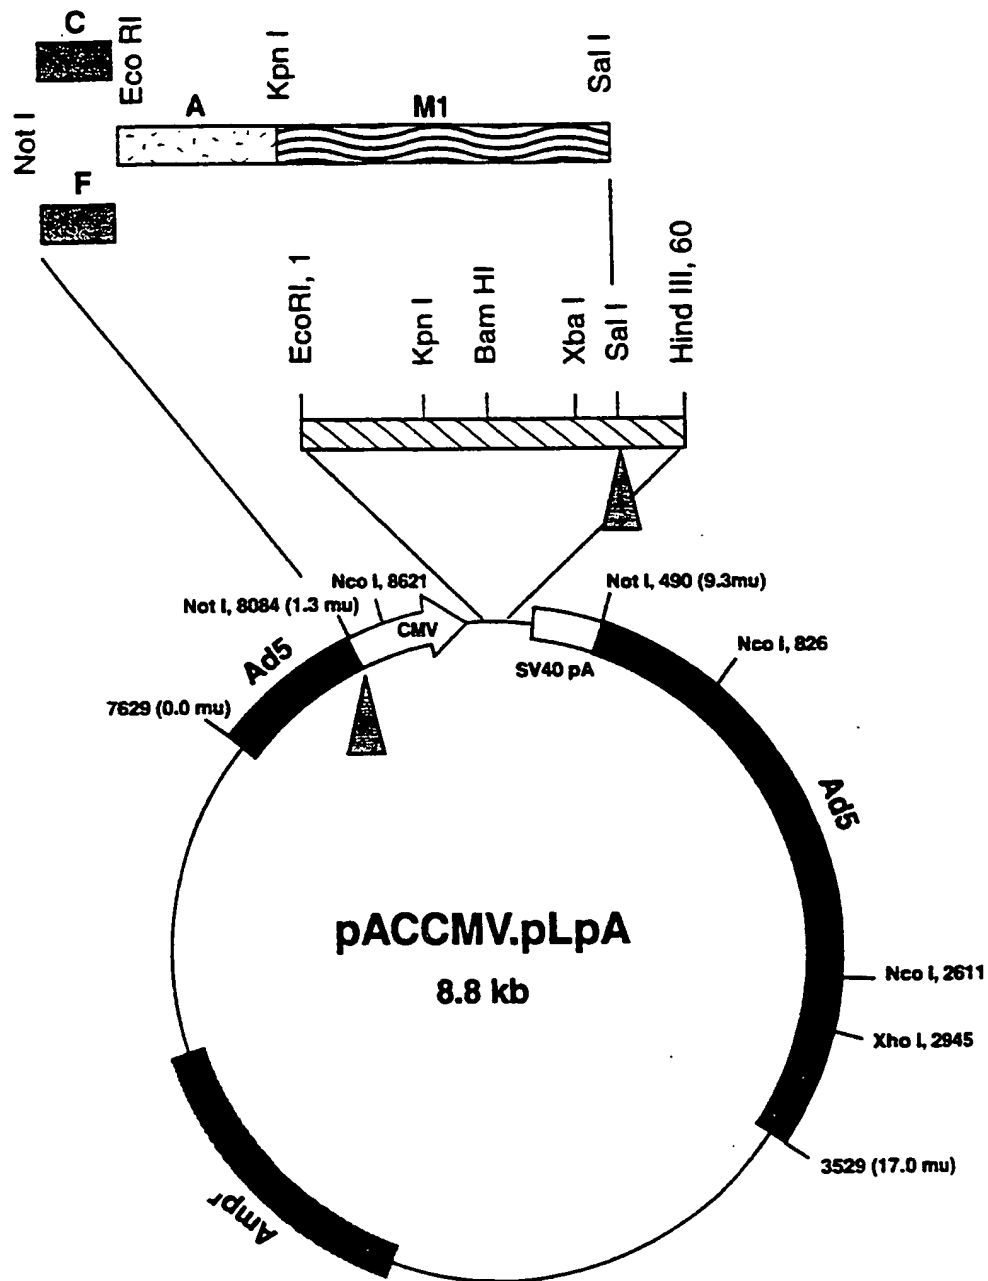 C
Eco RI
Kpn I
Sal I
Not I
A
M1
F
EcoRI, 1
Kpn I
Bam HI
Xba I
Sal I
Hind III, 60
Nco I, 8621
Not I, 8084 (1.3 mu)
Not I, 490 (9.3mu)
CMV
SV40 pA
Nco I, 826
Ad5
7629 (0.0 mu)
Ad5
pACCMV.pLpA
8.8 kb
Nco I, 2611
Xho I, 2945
3529 (17.0 mu)
Ampr